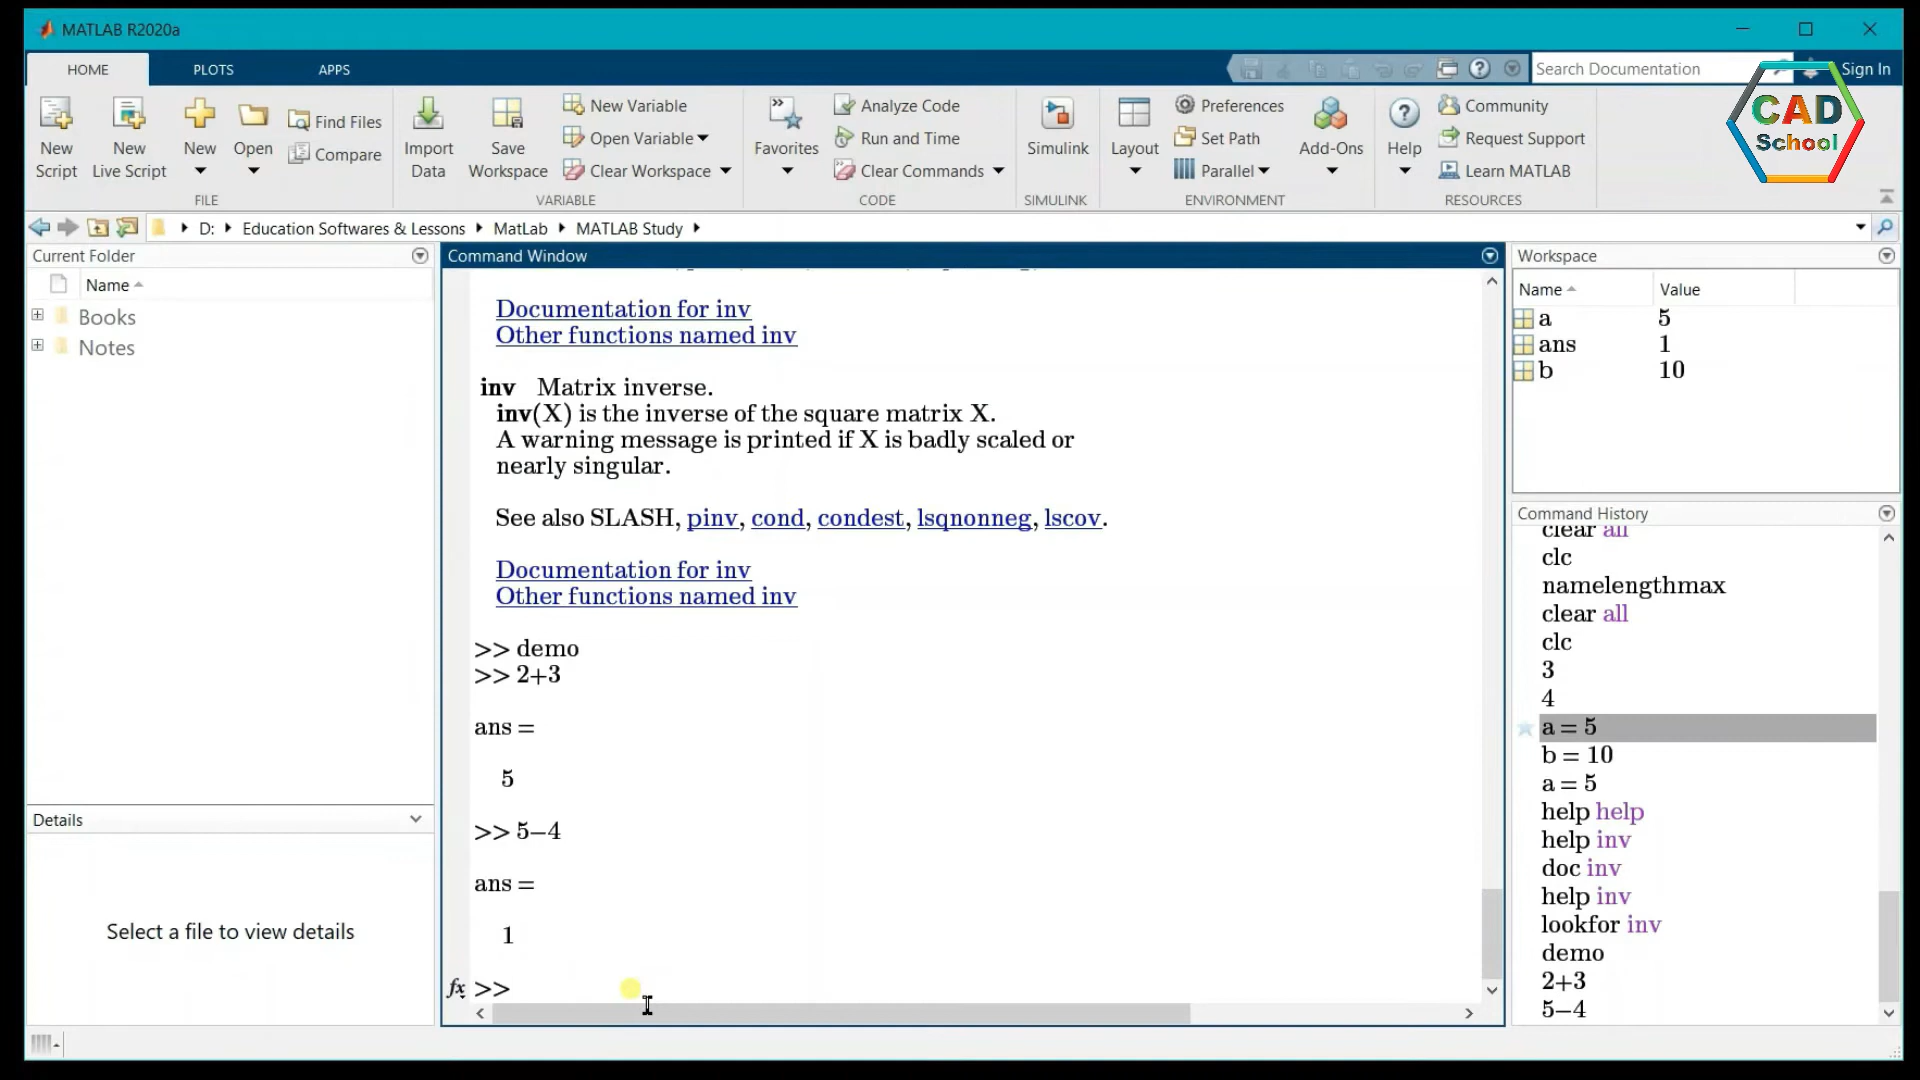 MATLAB R2020a
HOME PLOTS APPS
Search Documentation
Sign In
CAD
School
New Script
New Live Script
New
Open
Find Files
Compare
FILE
Import Data
Save Workspace
New Variable
Open Variable
Clear Workspace
VARIABLE
Favorites
Analyze Code
Run and Time
Clear Commands
CODE
Simulink
SIMULINK
Layout
Preferences
Set Path
Parallel
Add-Ons
ENVIRONMENT
Help
Community
Request Support
Learn MATLAB
RESOURCES
D: Education Softwares & Lessons MatLab MATLAB Study
Current Folder
Name
Books
Notes
Details
Select a file to view details
Command Window
Documentation for inv
Other functions named inv
inv Matrix inverse.
inv(X) is the inverse of the square matrix X.
A warning message is printed if X is badly scaled or
nearly singular.
See also SLASH, pinv, cond, condest, lsqnonneg, lscov.
Documentation for inv
Other functions named inv
>> demo
>> 2+3
ans =
5
>> 5−4
ans =
1
fx >>
Workspace
Name Value
a 5
ans 1
b 10
Command History
clear all
clc
namelengthmax
clear all
clc
3
4
a = 5
b = 10
a = 5
help help
help inv
doc inv
help inv
lookfor inv
demo
2+3
5−4